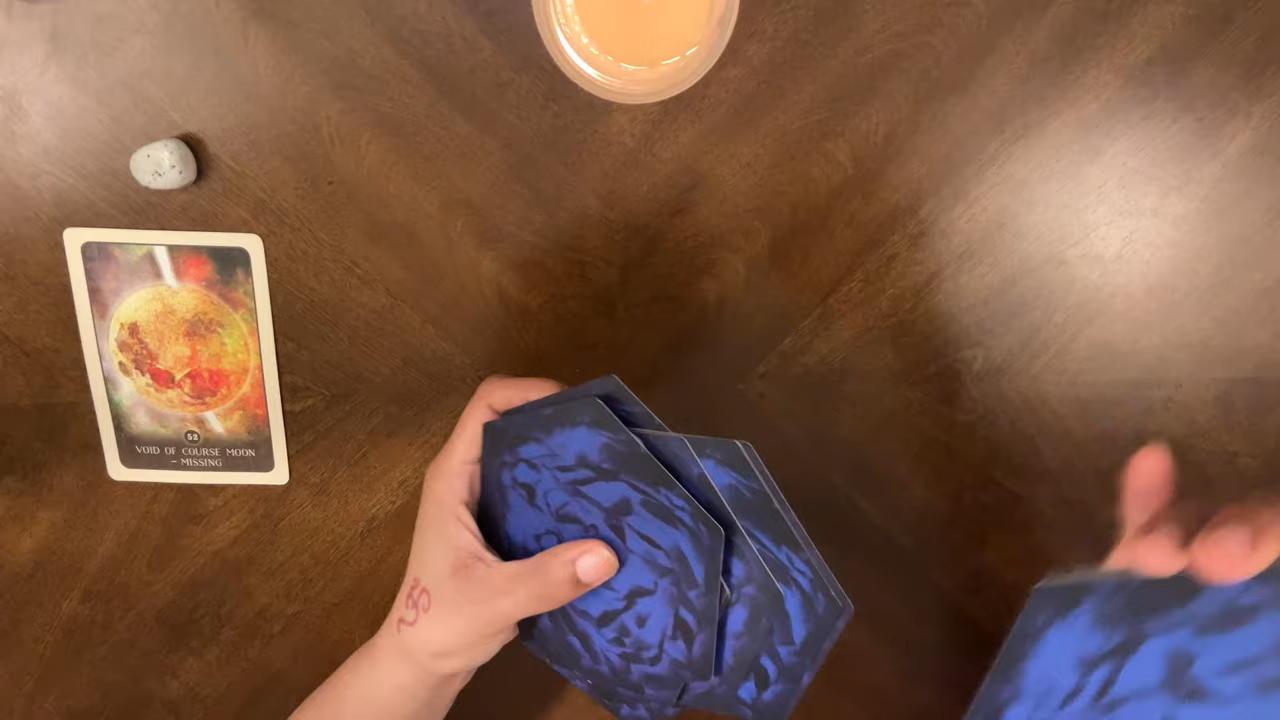 52
VOID OF COURSE MOON
– MISSING
ॐ